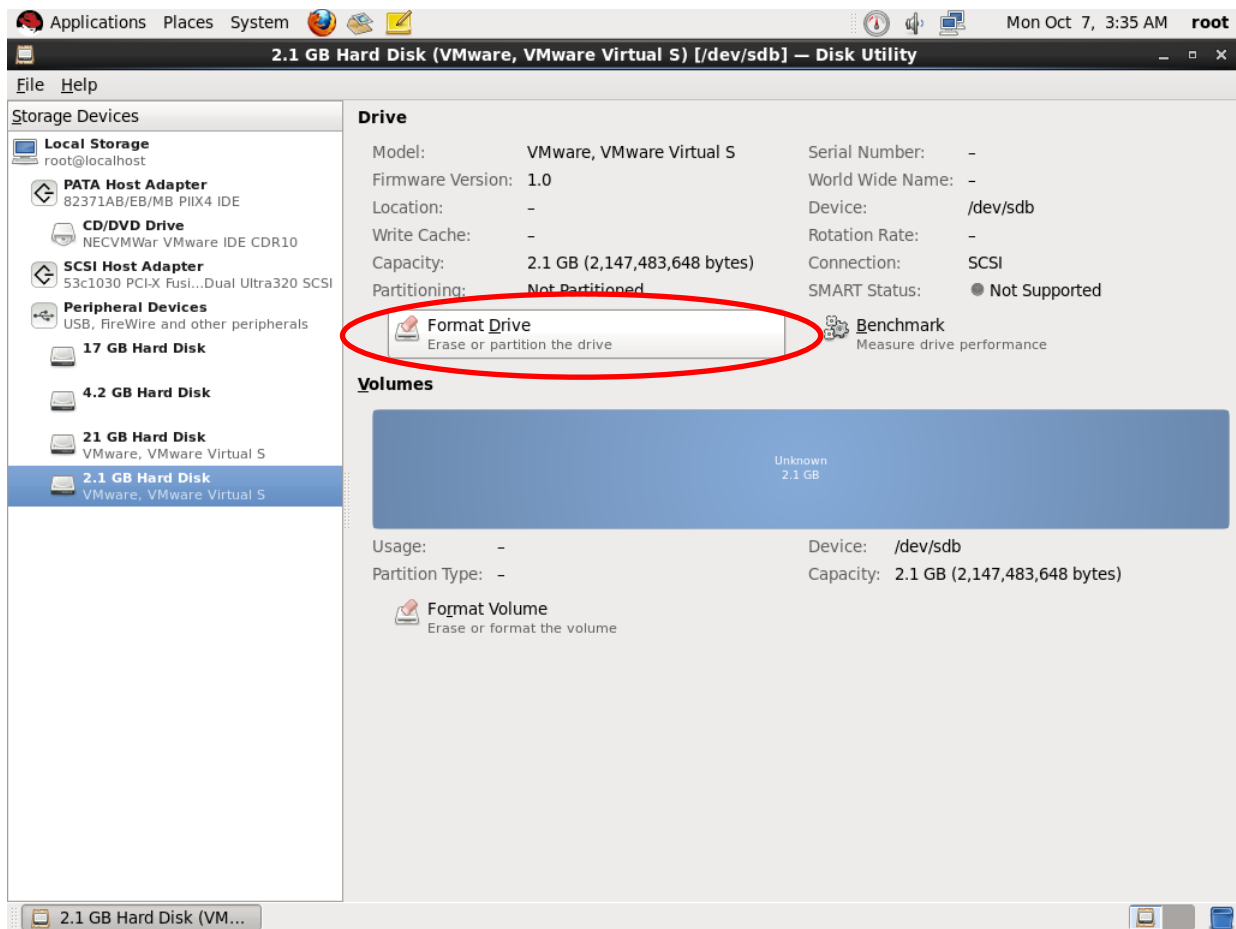 Applications Places System Mon Oct 7, 3:35 AM root
2.1 GB Hard Disk (VMware, VMware Virtual S) [/dev/sdb] — Disk Utility
File Help
Storage Devices
Local Storage
root@localhost
PATA Host Adapter
82371AB/EB/MB PIIX4 IDE
CD/DVD Drive
NECVMWar VMware IDE CDR10
SCSI Host Adapter
53c1030 PCI-X Fusi...Dual Ultra320 SCSI
Peripheral Devices
USB, FireWire and other peripherals
17 GB Hard Disk
4.2 GB Hard Disk
21 GB Hard Disk
VMware, VMware Virtual S
2.1 GB Hard Disk
VMware, VMware Virtual S
Drive
Model: VMware, VMware Virtual S Serial Number: –
Firmware Version: 1.0 World Wide Name: –
Location: – Device: /dev/sdb
Write Cache: – Rotation Rate: –
Capacity: 2.1 GB (2,147,483,648 bytes) Connection: SCSI
Partitioning: Not Partitioned SMART Status: Not Supported
Format Drive
Erase or partition the drive
Benchmark
Measure drive performance
Volumes
Unknown
2.1 GB
Usage: – Device: /dev/sdb
Partition Type: – Capacity: 2.1 GB (2,147,483,648 bytes)
Format Volume
Erase or format the volume
2.1 GB Hard Disk (VM...